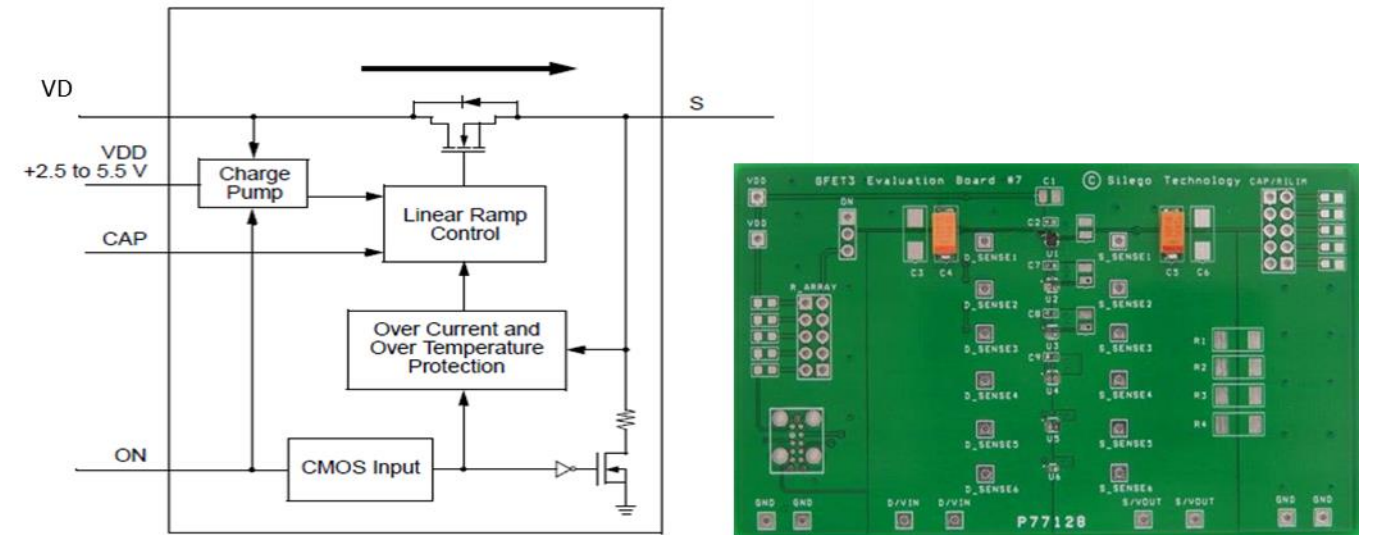 VD
S
VDD
+2.5 to 5.5 V
Charge
Pump
Linear Ramp
Control
CAP
Over Current and
Over Temperature
Protection
ON
CMOS Input
VDD GFET3 Evaluation Board #7 C1 © Silego Technology CAP/RILIM
ON
C2
VDD
U1
D_SENSE1
S_SENSE1
C3 C4
C5 C6
C7
R_ARRAY
U2
D_SENSE2
S_SENSE2
C8
U3
D_SENSE3
S_SENSE3
R1
C9
R2
U4
D_SENSE4
S_SENSE4
R3
R4
U5
D_SENSE5
S_SENSE5
U6
D_SENSE6
S_SENSE6
GND GND D/VIN D/VIN S/VOUT S/VOUT GND GND
P77128